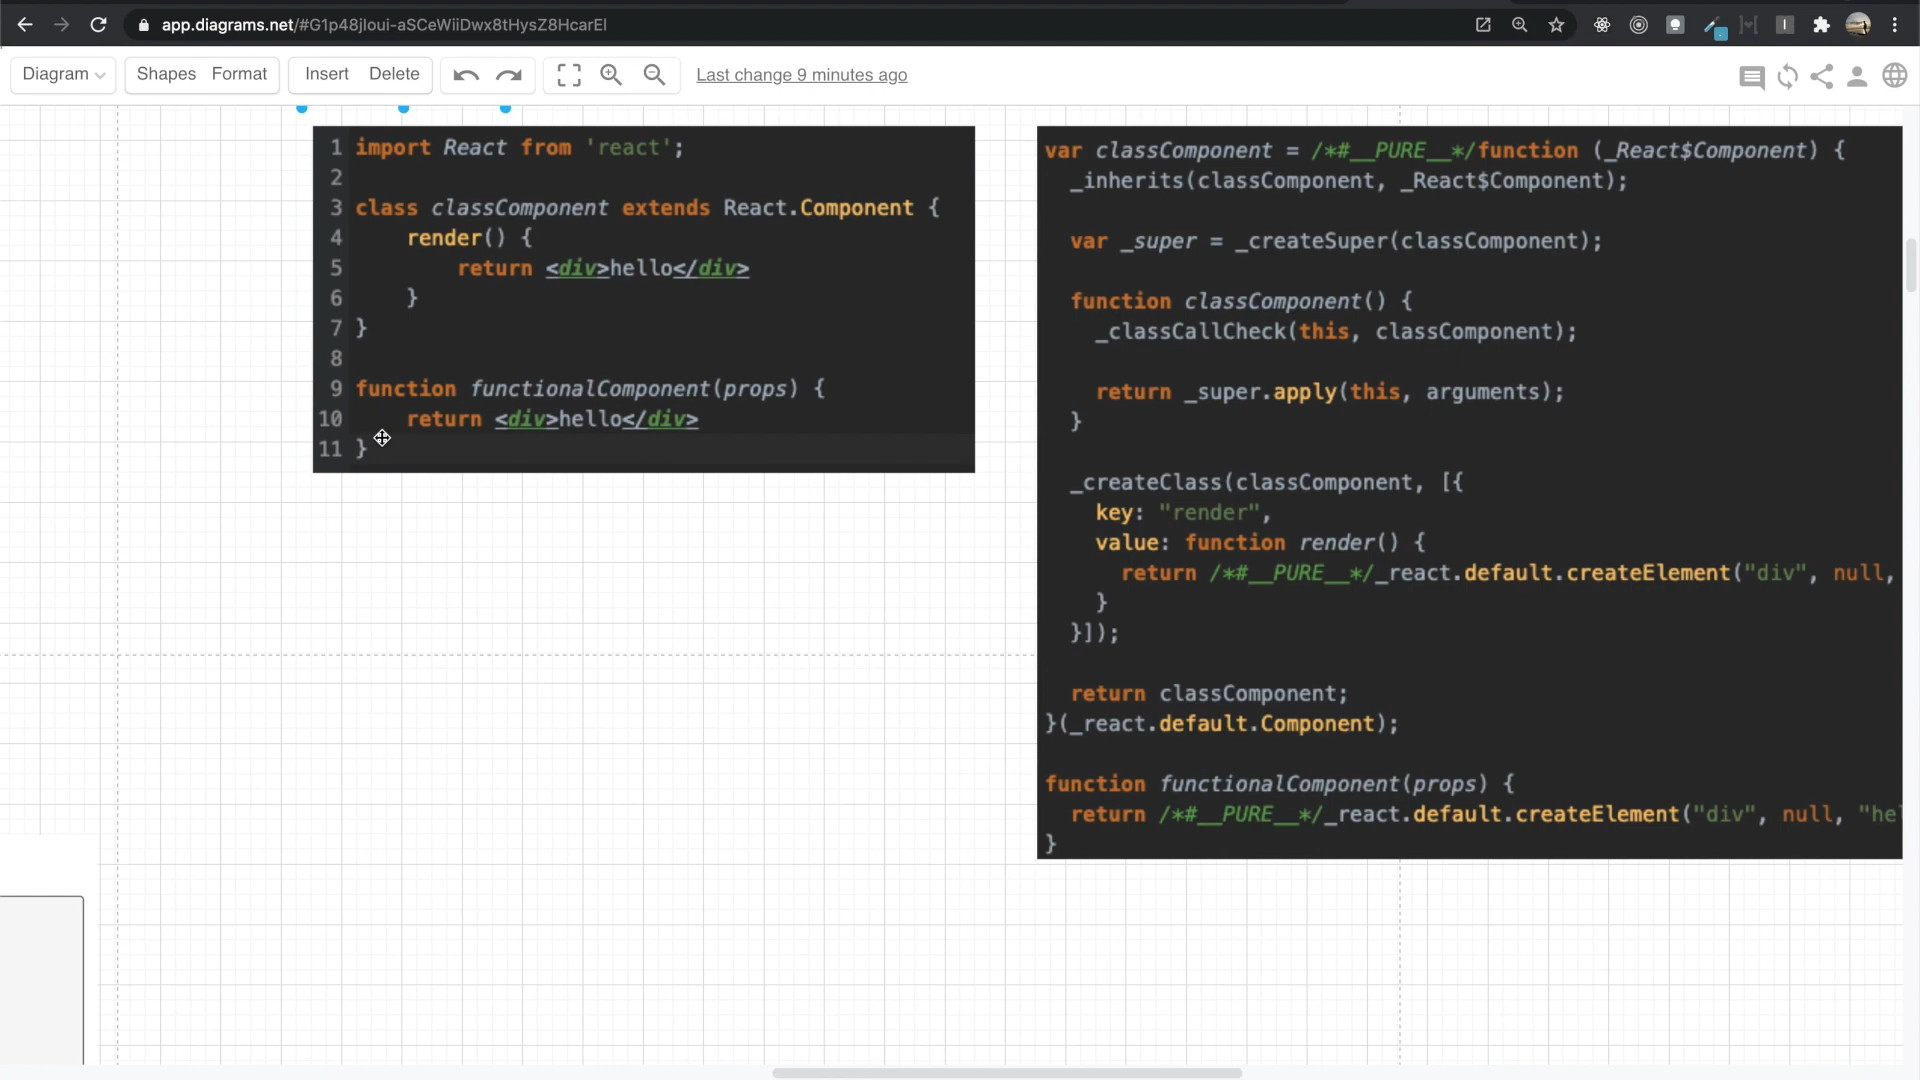 app.diagrams.net/#G1p48jIoui-aSCeWiiDwx8tHysZ8HcarEl
Diagram Shapes Format Insert Delete Last change 9 minutes ago
1 import React from 'react';
2
3 class classComponent extends React.Component {
4 render() {
5 return <div>hello</div>
6 }
7 }
8
9 function functionalComponent(props) {
10 return <div>hello</div>
11 }
var classComponent = /*#__PURE__*/function (_React$Component) {
_inherits(classComponent, _React$Component);
var _super = _createSuper(classComponent);
function classComponent() {
_classCallCheck(this, classComponent);
return _super.apply(this, arguments);
}
_createClass(classComponent, [{
key: "render",
value: function render() {
return /*#__PURE__*/_react.default.createElement("div", null,
}
}]);
return classComponent;
}(_react.default.Component);
function functionalComponent(props) {
return /*#__PURE__*/_react.default.createElement("div", null, "he
}